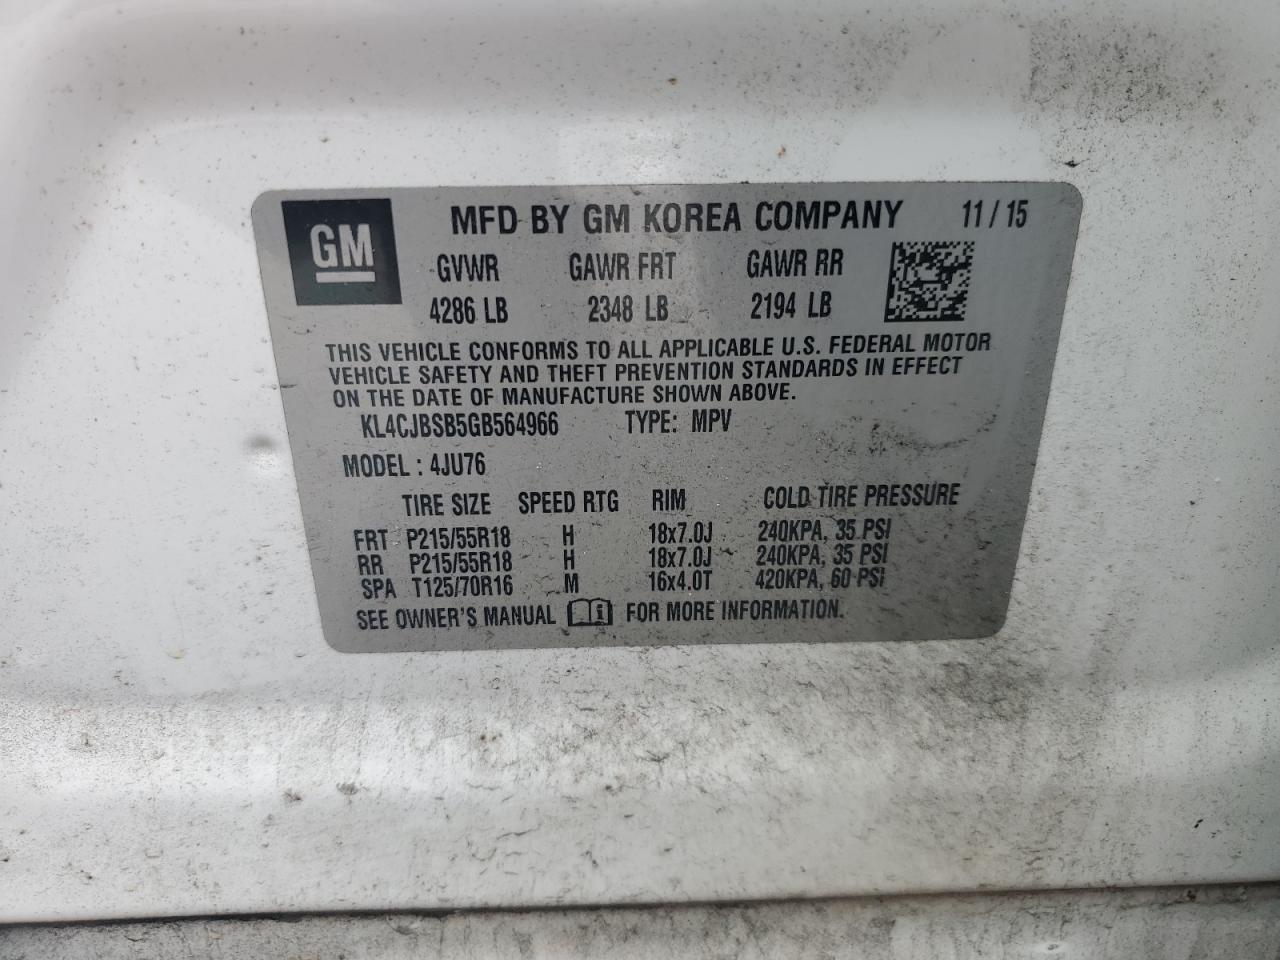 GM MFD BY GM KOREA COMPANY 11/15
GVWR GAWR FRT GAWR RR
4286 LB 2348 LB 2194 LB
THIS VEHICLE CONFORMS TO ALL APPLICABLE U.S. FEDERAL MOTOR
VEHICLE SAFETY AND THEFT PREVENTION STANDARDS IN EFFECT
ON THE DATE OF MANUFACTURE SHOWN ABOVE.
KL4CJBSB5GB564966 TYPE: MPV
MODEL : 4JU76
TIRE SIZE SPEED RTG RIM COLD TIRE PRESSURE
FRT P215/55R18 H 18x7.0J 240KPA, 35 PSI
RR P215/55R18 H 18x7.0J 240KPA, 35 PSI
SPA T125/70R16 M 16x4.0T 420KPA, 60 PSI
SEE OWNER'S MANUAL i FOR MORE INFORMATION.